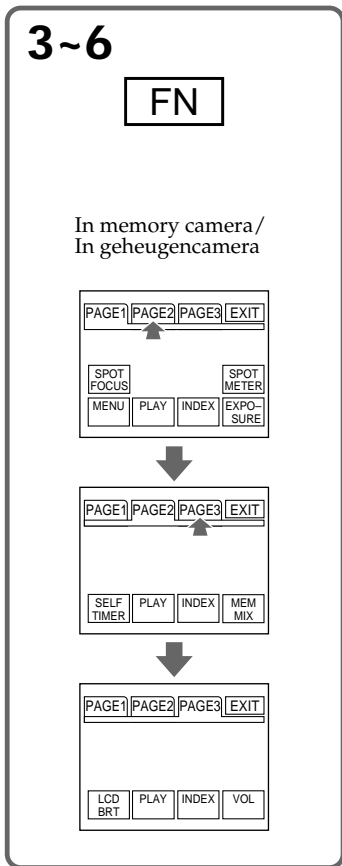 3~6
FN
In memory camera/
In geheugencamera
PAGE1 PAGE2 PAGE3 EXIT
SPOT FOCUS SPOT METER
MENU PLAY INDEX EXPO– SURE
PAGE1 PAGE2 PAGE3 EXIT
SELF TIMER PLAY INDEX MEM MIX
PAGE1 PAGE2 PAGE3 EXIT
LCD BRT PLAY INDEX VOL